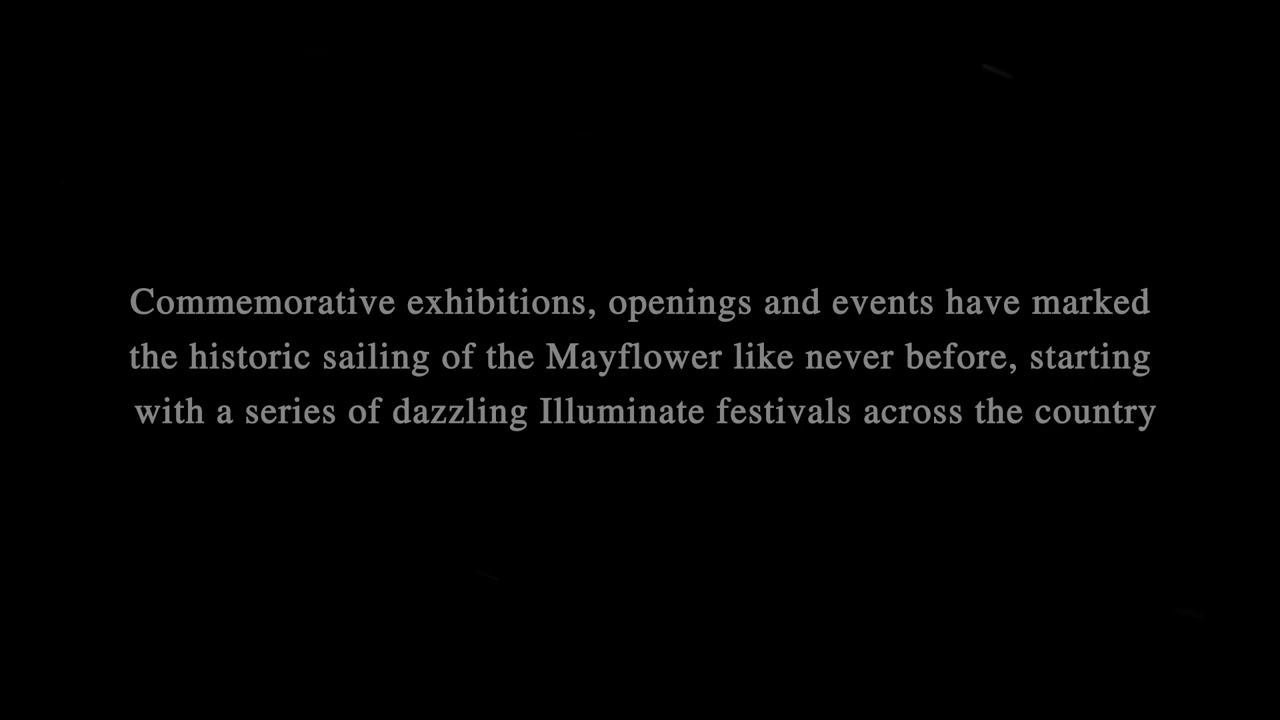 Commemorative exhibitions, openings and events have marked
the historic sailing of the Mayflower like never before, starting
with a series of dazzling Illuminate festivals across the country